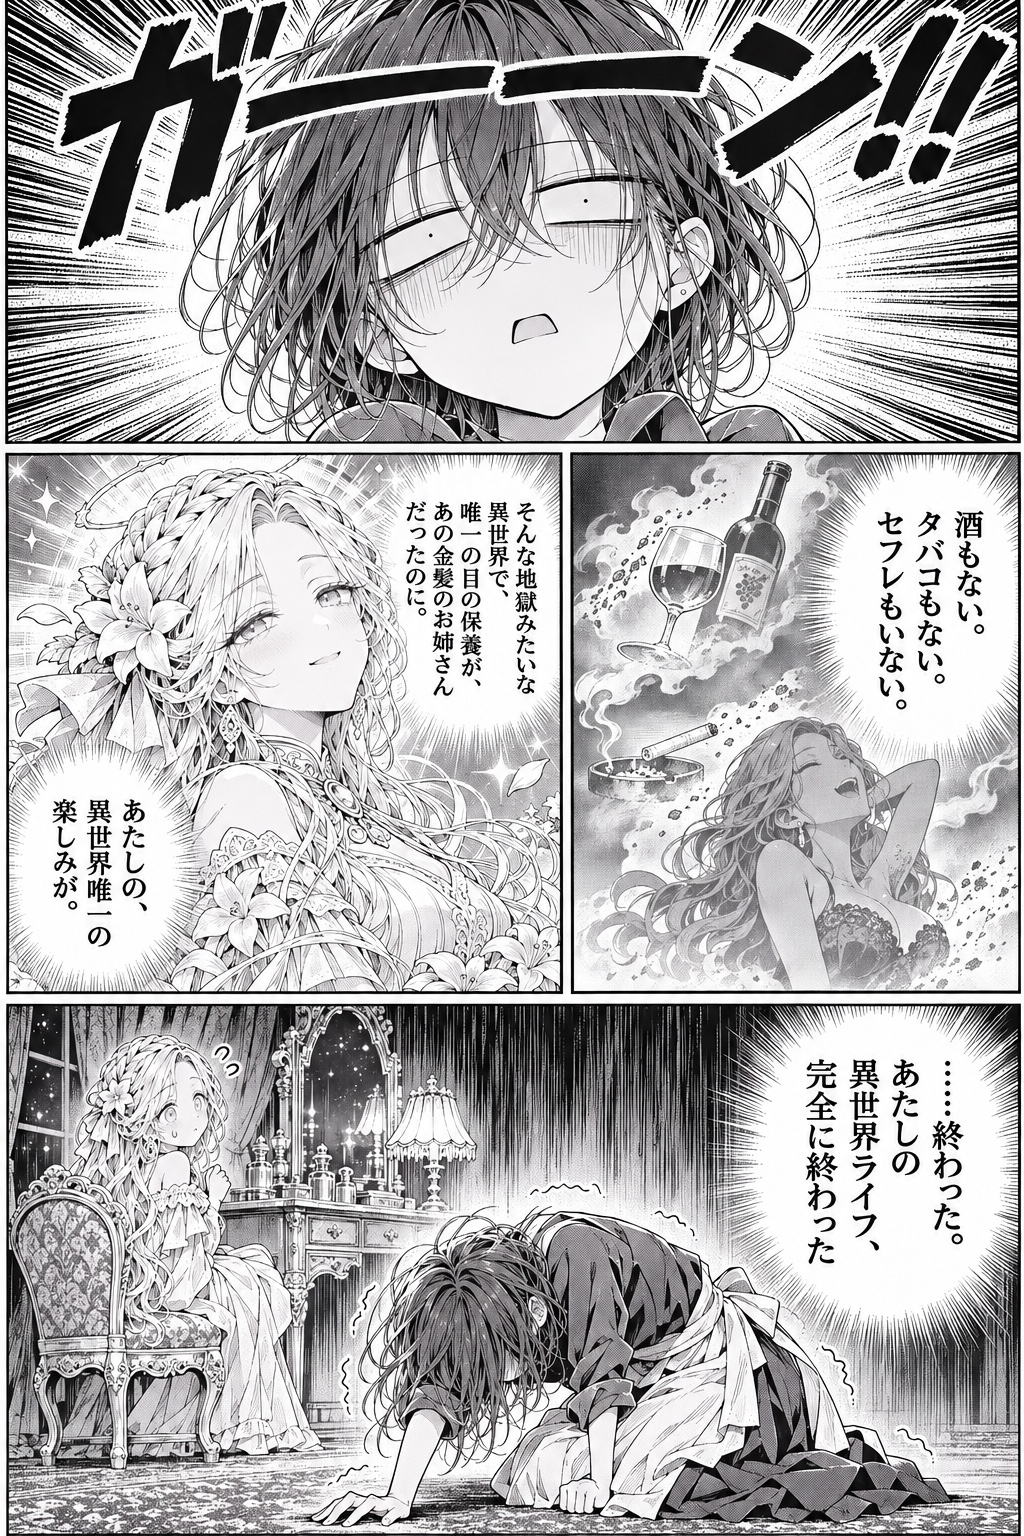 ガーーーン!!
酒もない。
タバコもない。
セフレもいない。
そんな地獄みたいな
異世界で、
唯一の目の保養が、
あの金髪のお姉さん
だったのに。
あたしの、
異世界唯一の
楽しみが。
……終わった。
あたしの
異世界ライフ、
完全に終わった